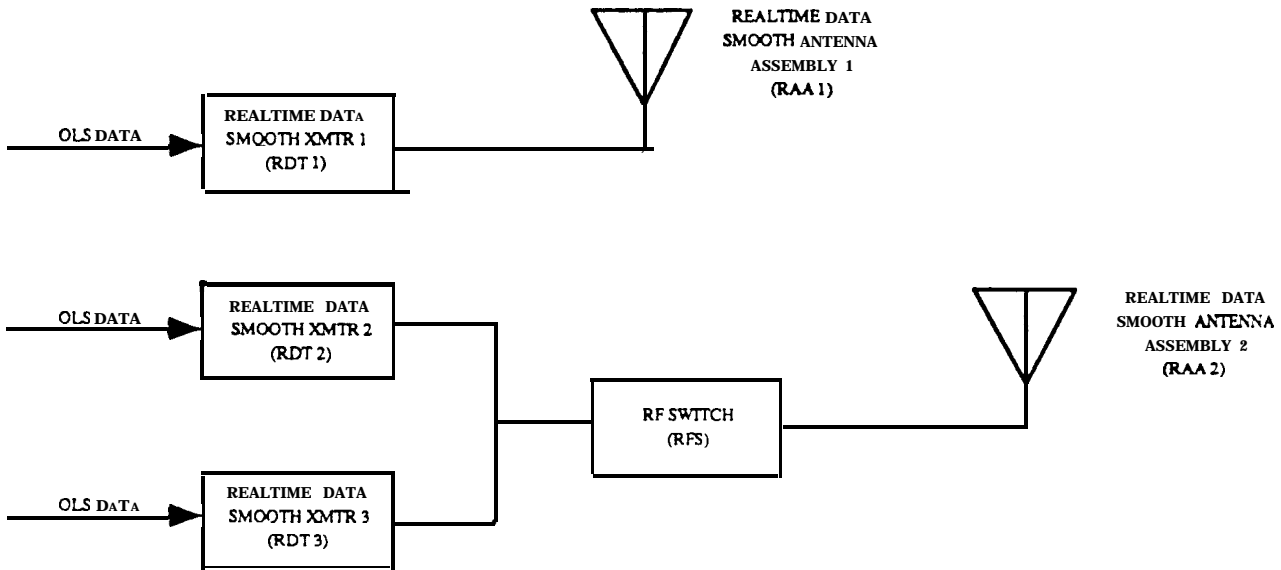 REALTIME DATA
SMOOTH ANTENNA
ASSEMBLY 1
(RAA 1)
OLS DATA
REALTIME DATA
SMOOTH XMTR 1
(RDT 1)
OLS DATA
REALTIME DATA
SMOOTH XMTR 2
(RDT 2)
REALTIME DATA
SMOOTH ANTENNA
ASSEMBLY 2
(RAA 2)
RF SWITCH
(RFS)
OLS DATA
REALTIME DATA
SMOOTH XMTR 3
(RDT 3)